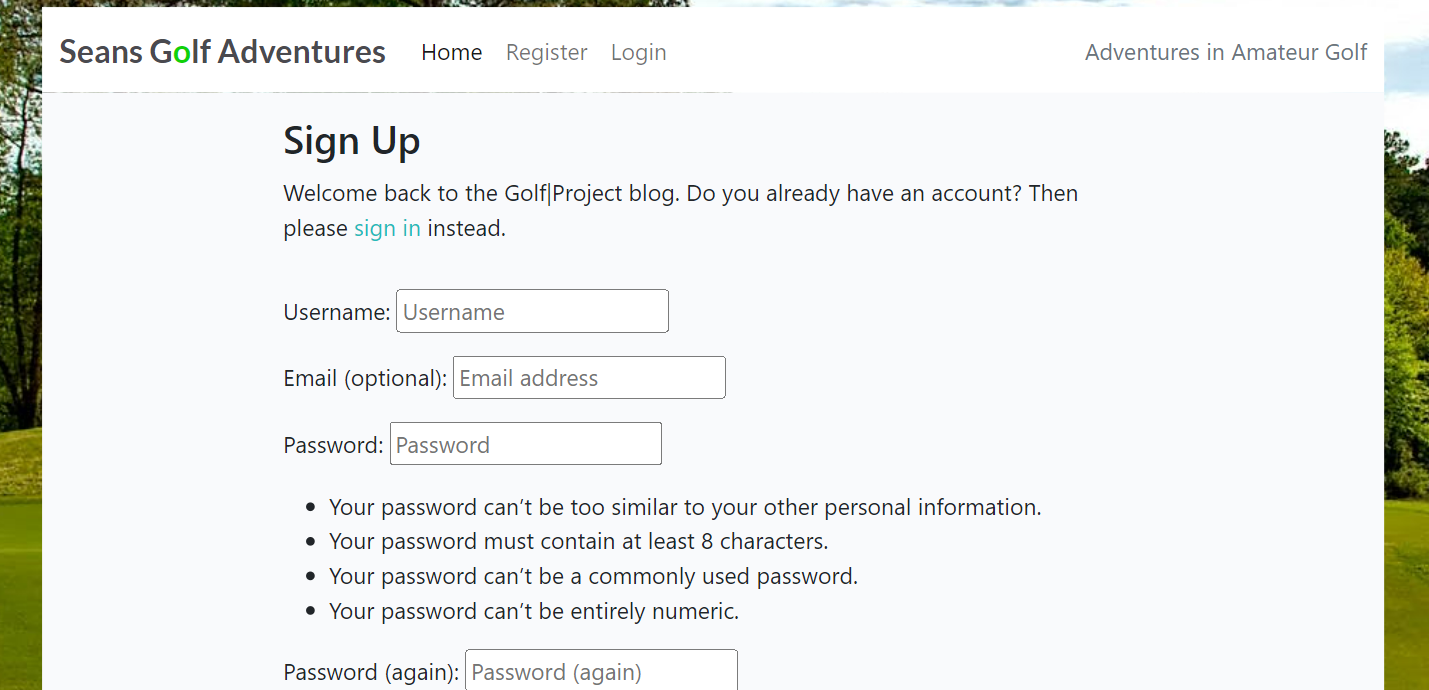 Seans Golf Adventures Home Register Login Adventures in Amateur Golf
Sign Up
Welcome back to the Golf|Project blog. Do you already have an account? Then
please sign in instead.
Username: Username
Email (optional): Email address
Password: Password
• Your password can’t be too similar to your other personal information.
• Your password must contain at least 8 characters.
• Your password can’t be a commonly used password.
• Your password can’t be entirely numeric.
Password (again): Password (again)